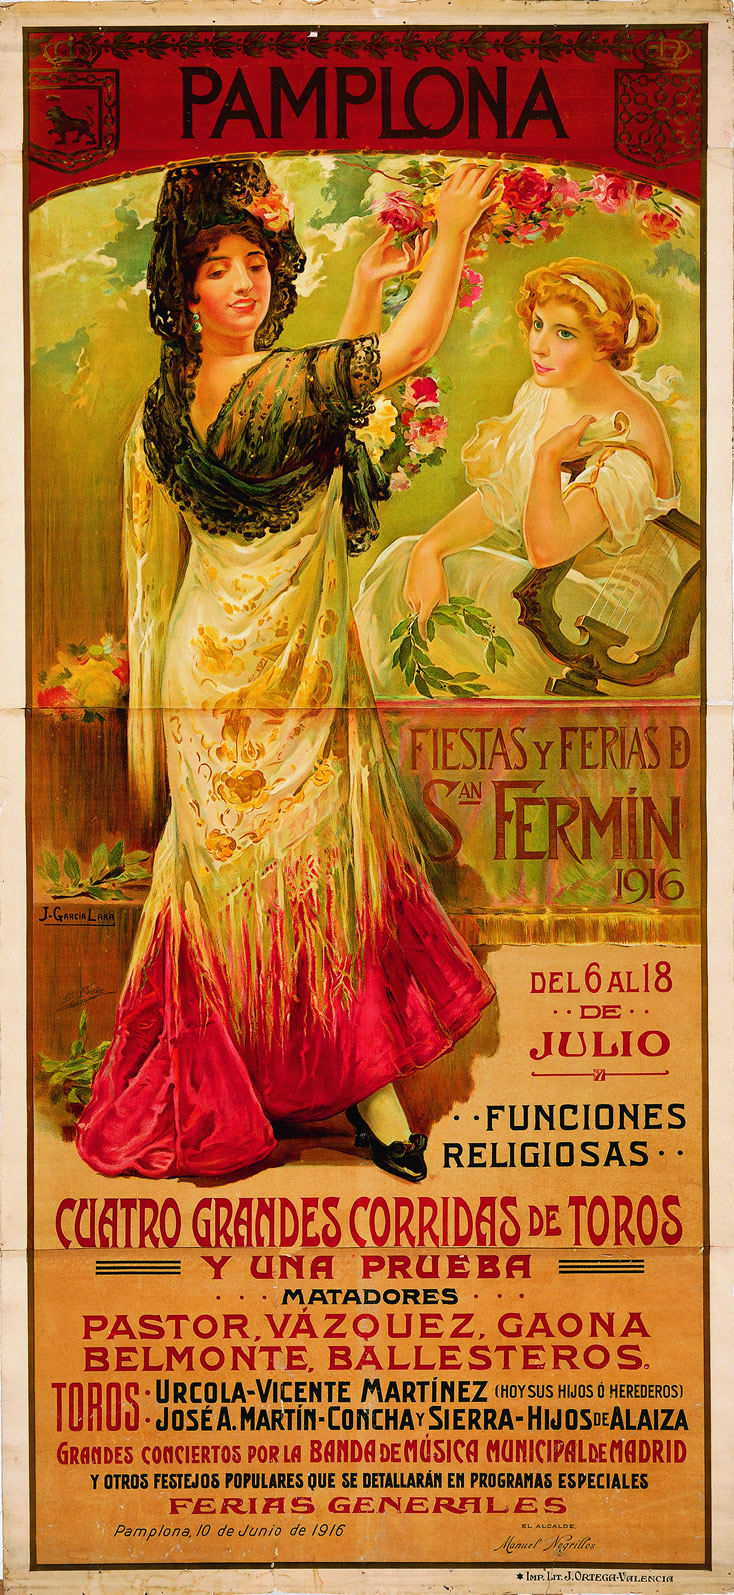 PAMPLONA
FIESTAS Y FERIAS D
SAN FERMÍN
1916
J-GARCIA LARA
DEL 6 AL 18
··DE··
JULIO
··FUNCIONES
RELIGIOSAS··
CUATRO GRANDES CORRIDAS DE TOROS
Y UNA PRUEBA
···MATADORES···
PASTOR, VÁZQUEZ, GAONA
BELMONTE, BALLESTEROS.
TOROS· URCOLA-VICENTE MARTÍNEZ (HOY SUS HIJOS Ó HEREDEROS)
·JOSÉ A. MARTÍN-CONCHA Y SIERRA-HIJOS DE ALAIZA
GRANDES CONCIERTOS POR LA BANDA DE MÚSICA MUNICIPAL DE MADRID
Y OTROS FESTEJOS POPULARES QUE SE DETALLARÁN EN PROGRAMAS ESPECIALES
FERIAS GENERALES
Pamplona, 10 de Junio de 1916
EL ALCALDE,
Manuel Negrillos
* IMP. LIT. J. ORTEGA-VALENCIA